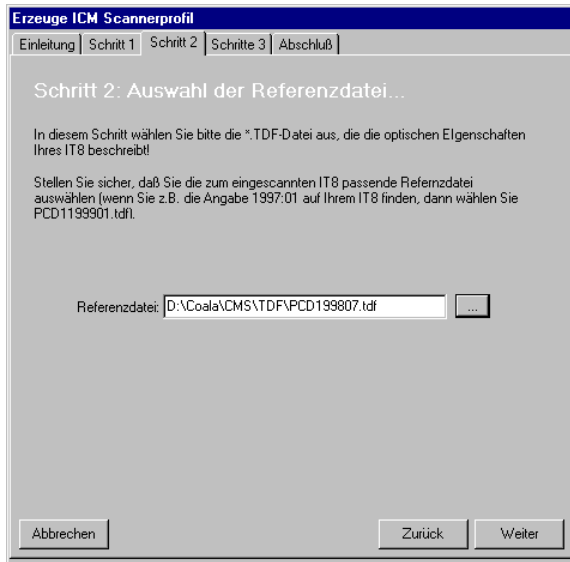 Erzeuge ICM Scannerprofil
Einleitung Schritt 1 Schritt 2 Schritte 3 Abschluß
Schritt 2: Auswahl der Referenzdatei...
In diesem Schritt wählen Sie bitte die *.TDF-Datei aus, die die optischen EIgenschaften
Ihres IT8 beschreibt!
Stellen Sie sicher, daß Sie die zum eingescannten IT8 passende Refernzdatei
auswählen (wenn Sie z.B. die Angabe 1997:01 auf Ihrem IT8 finden, dann wählen Sie
PCD1199901.tdf).
Referenzdatei: D:\Coala\CMS\TDF\PCD199807.tdf ...
Abbrechen Zurück Weiter